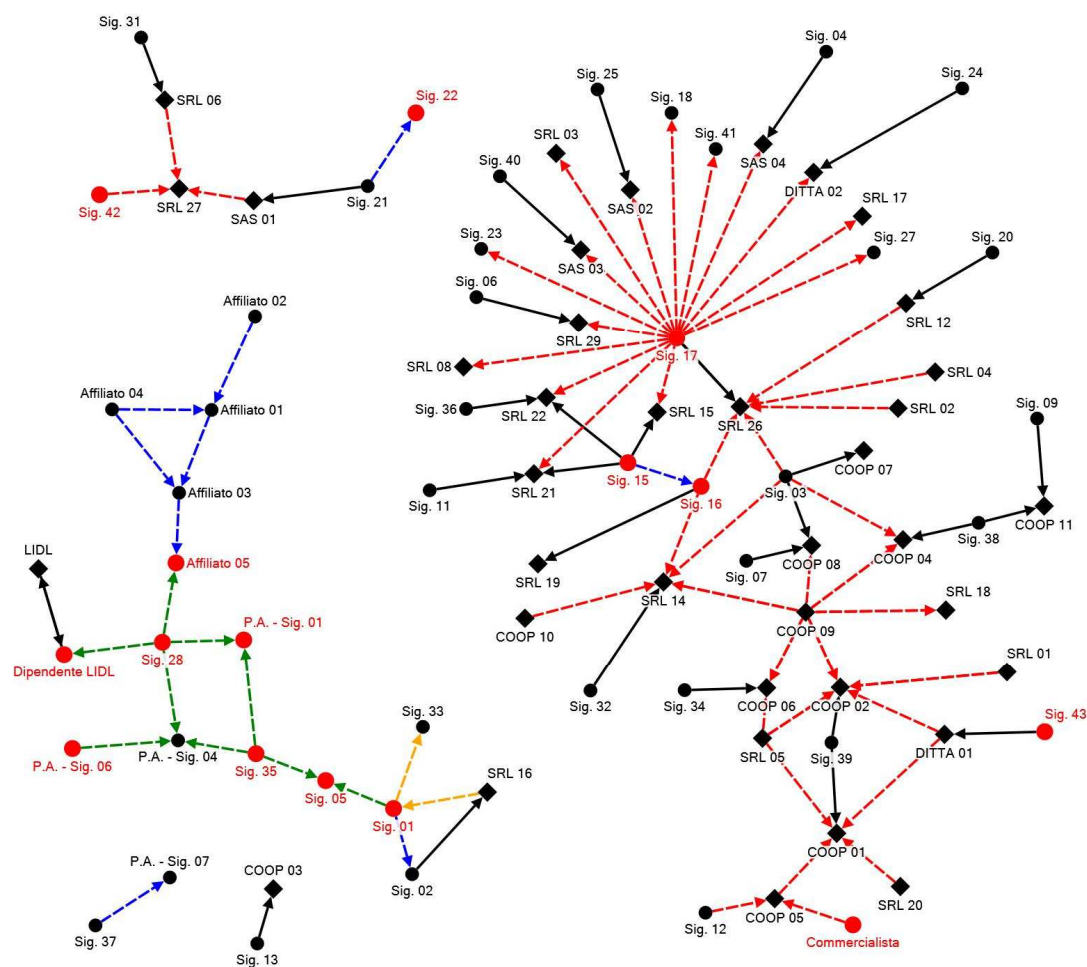 Sig. 31
SRL 06
Sig. 22
Sig. 42
SRL 27
SAS 01
Sig. 21
Affiliato 02
Affiliato 04
Affiliato 01
Affiliato 03
LIDL
Affiliato 05
P.A. - Sig. 01
Dipendente LIDL
Sig. 28
P.A. - Sig. 06
P.A. - Sig. 04
Sig. 35
Sig. 33
Sig. 05
Sig. 01
SRL 16
Sig. 02
P.A. - Sig. 07
COOP 03
Sig. 37
Sig. 13
Sig. 04
Sig. 25
Sig. 18
Sig. 24
SRL 03
Sig. 41
SAS 04
Sig. 40
DITTA 02
SAS 02
SRL 17
Sig. 23
Sig. 27
Sig. 20
SAS 03
Sig. 06
SRL 12
SRL 29
Sig. 17
SRL 08
SRL 04
Sig. 36
SRL 22
SRL 15
SRL 26
SRL 02
Sig. 09
COOP 07
Sig. 11
SRL 21
Sig. 15
Sig. 16
Sig. 03
COOP 11
Sig. 38
COOP 04
COOP 08
Sig. 07
SRL 19
SRL 14
SRL 18
COOP 10
COOP 09
SRL 01
Sig. 32
Sig. 34
COOP 06
COOP 02
Sig. 43
SRL 05
Sig. 39
DITTA 01
COOP 01
SRL 20
COOP 05
Sig. 12
Commercialista